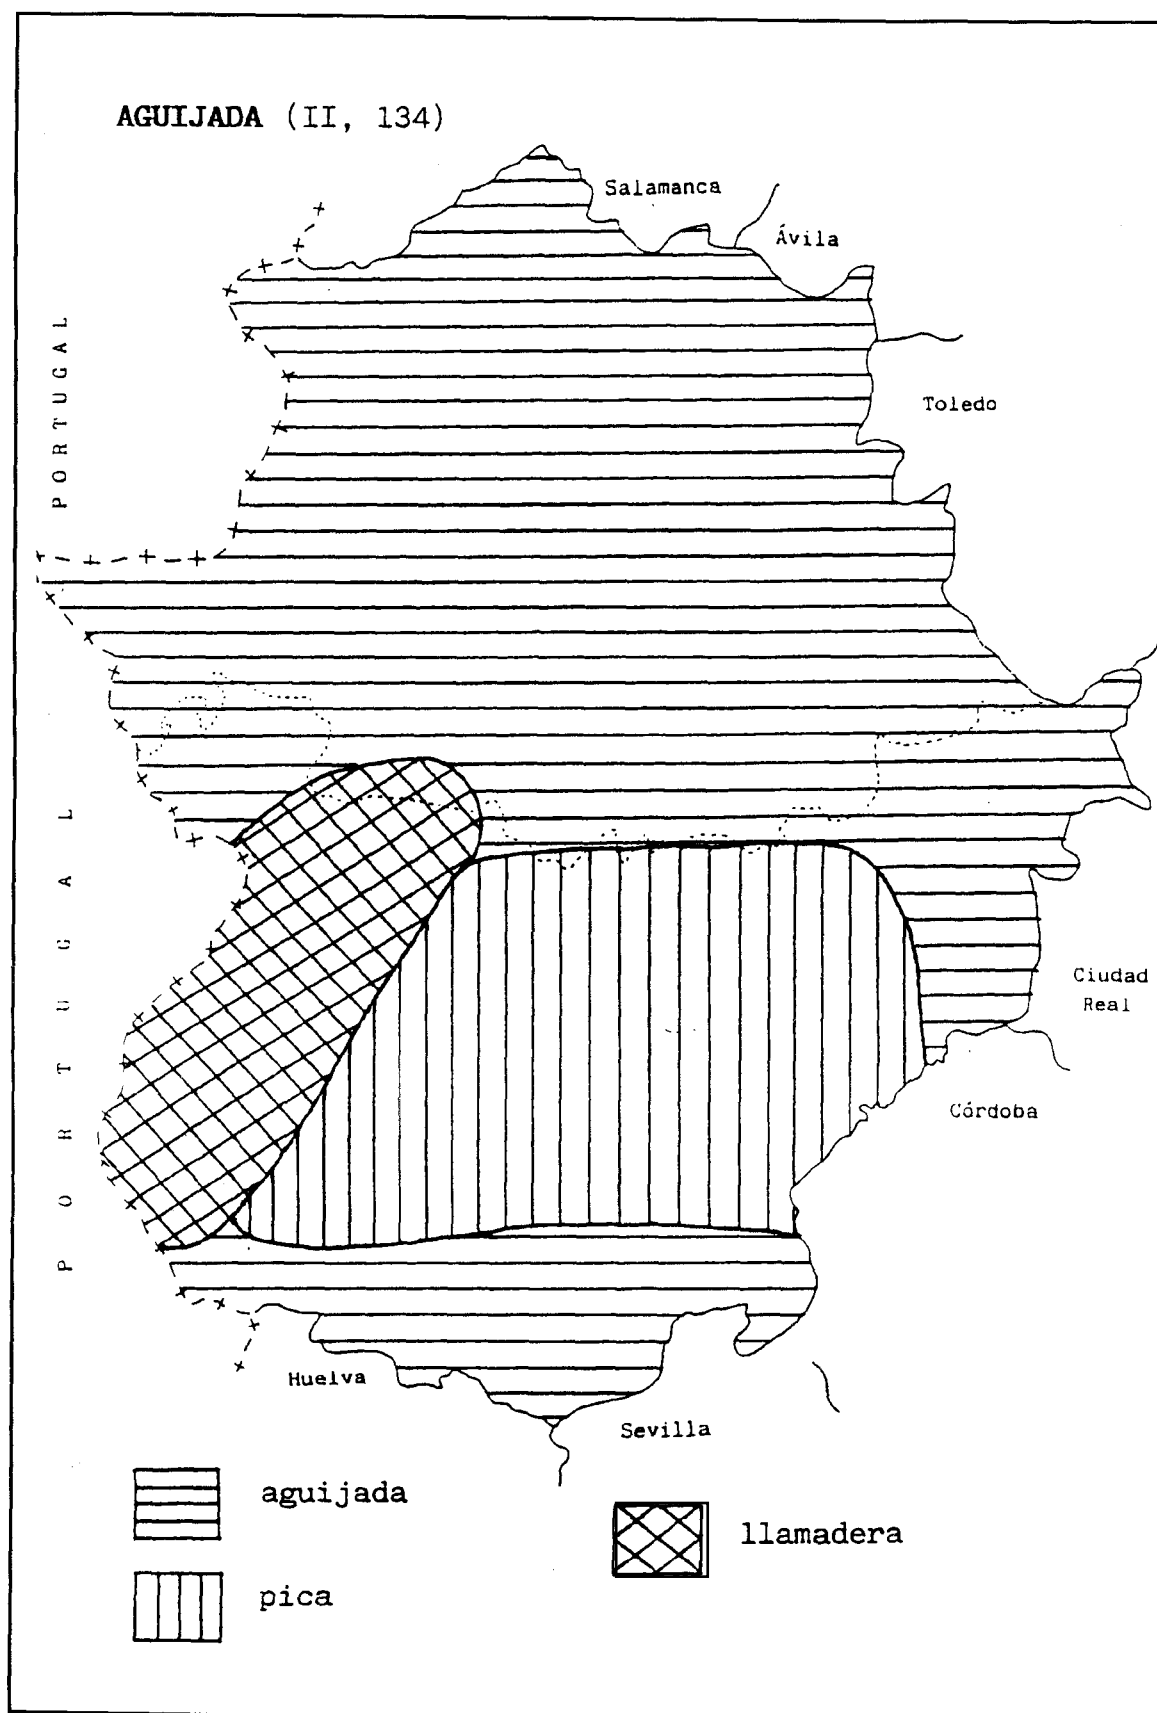 AGUIJADA (II, 134)
Salamanca
Ávila
PORTUGAL
Toledo
PORTUGAL
Ciudad
Real
Córdoba
Huelva
Sevilla
aguijada
llamadera
pica